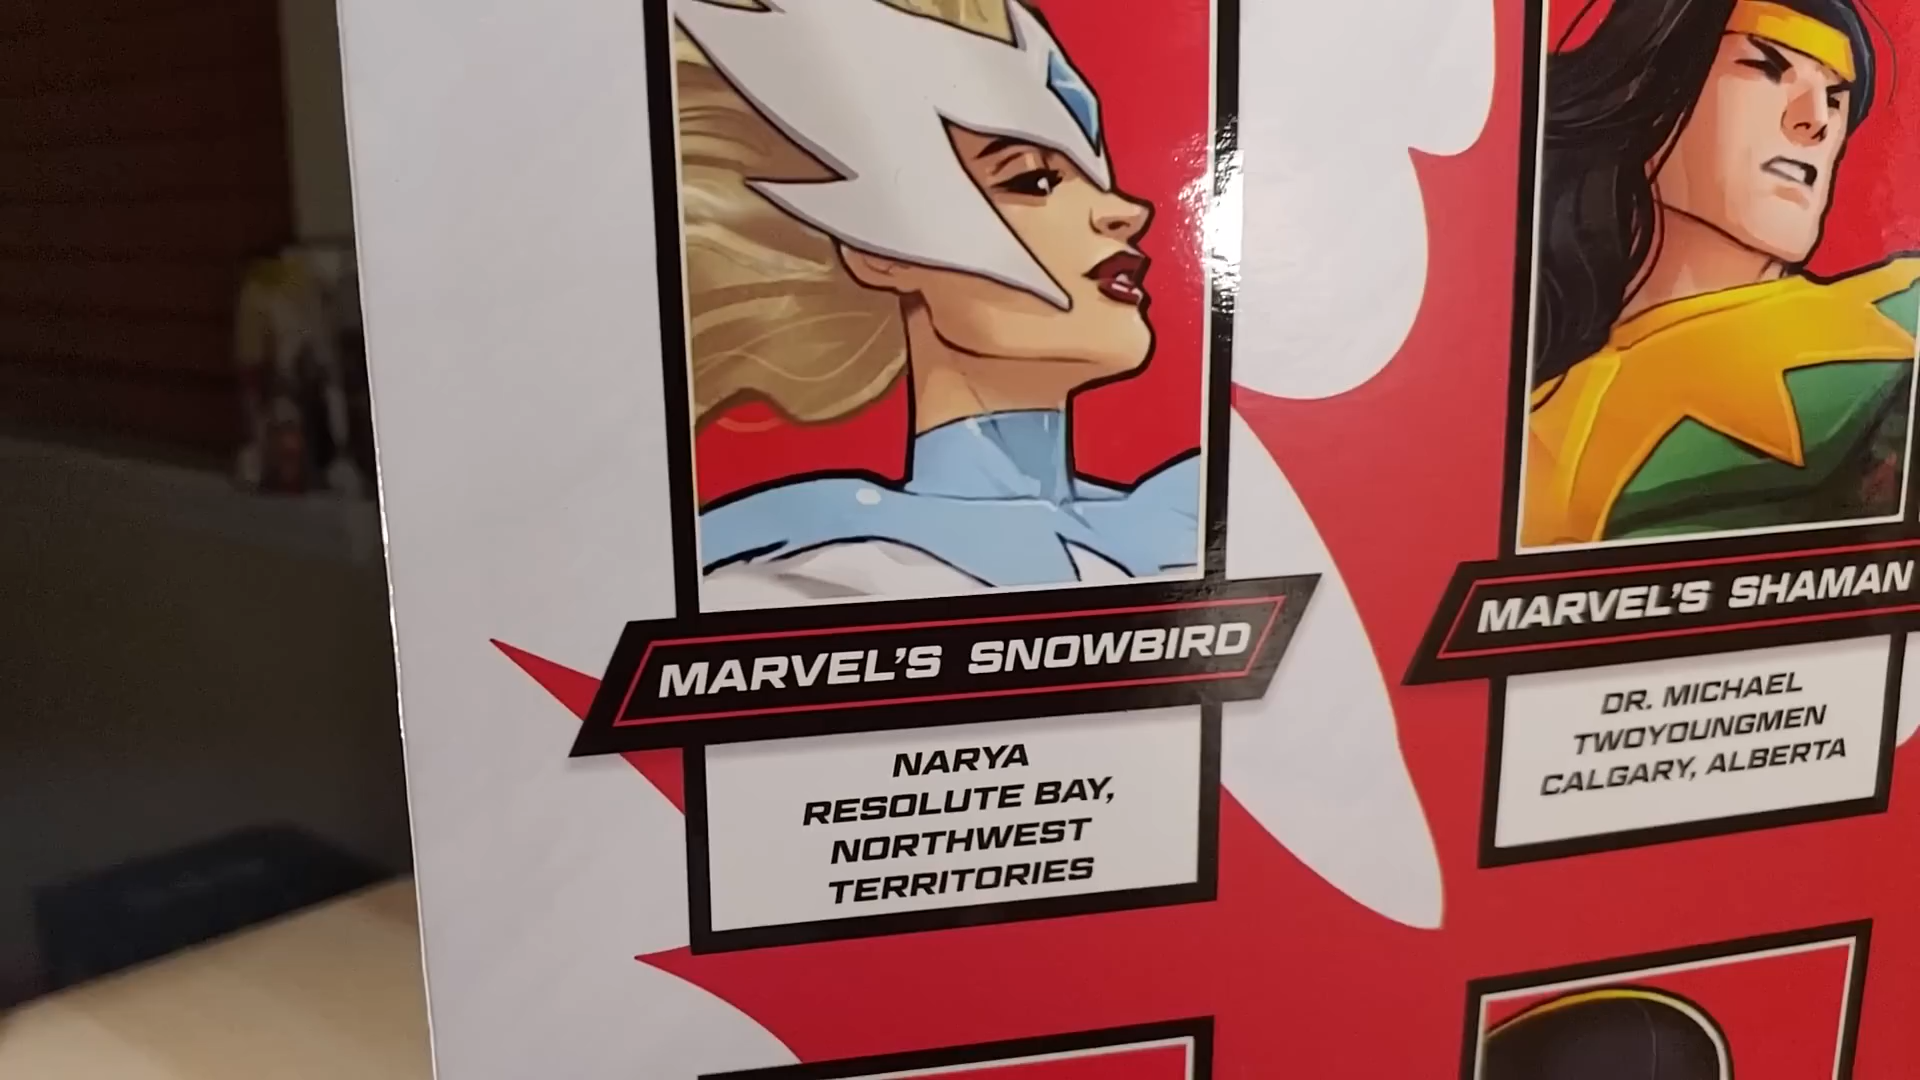 MARVEL'S SNOWBIRD
NARYA
RESOLUTE BAY,
NORTHWEST
TERRITORIES
MARVEL'S SHAMAN
DR. MICHAEL
TWOYOUNGMEN
CALGARY, ALBERTA